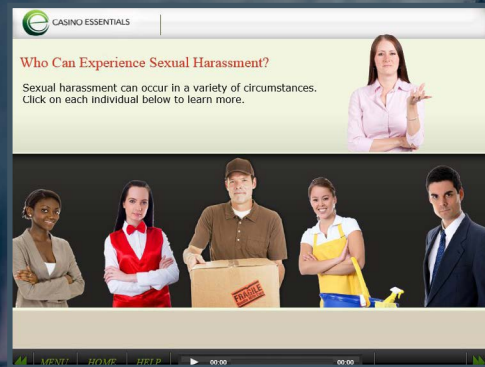 CASINO ESSENTIALS
Who Can Experience Sexual Harassment?
Sexual harassment can occur in a variety of circumstances.
Click on each individual below to learn more.
FRAGILE
MENU HOME HELP 00:00 00:00